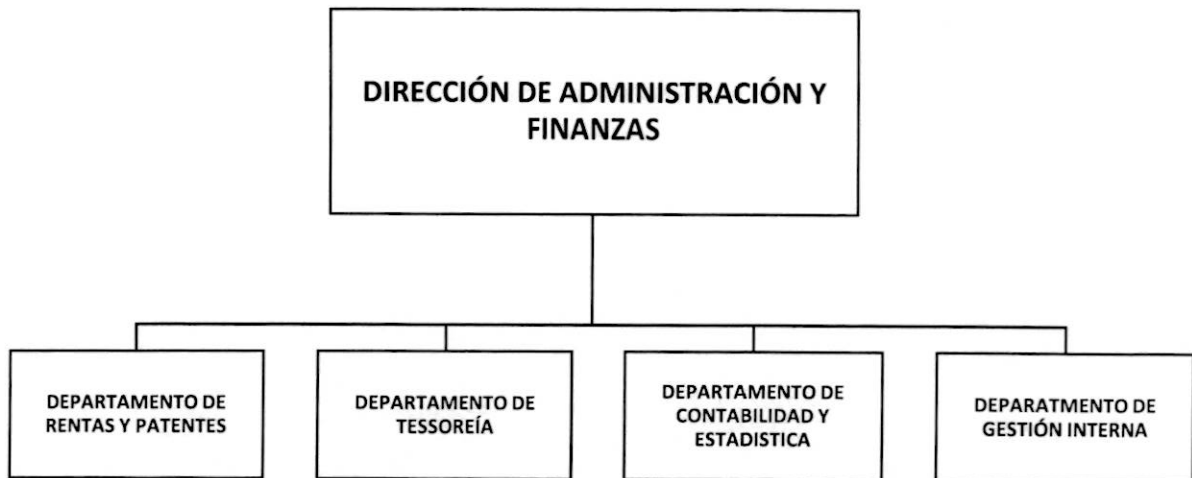 DIRECCIÓN DE ADMINISTRACIÓN Y
FINANZAS
DEPARTAMENTO DE
RENTAS Y PATENTES
DEPARTAMENTO DE
TESSOREÍA
DEPARTAMENTO DE
CONTABILIDAD Y
ESTADISTICA
DEPARATMENTO DE
GESTIÓN INTERNA